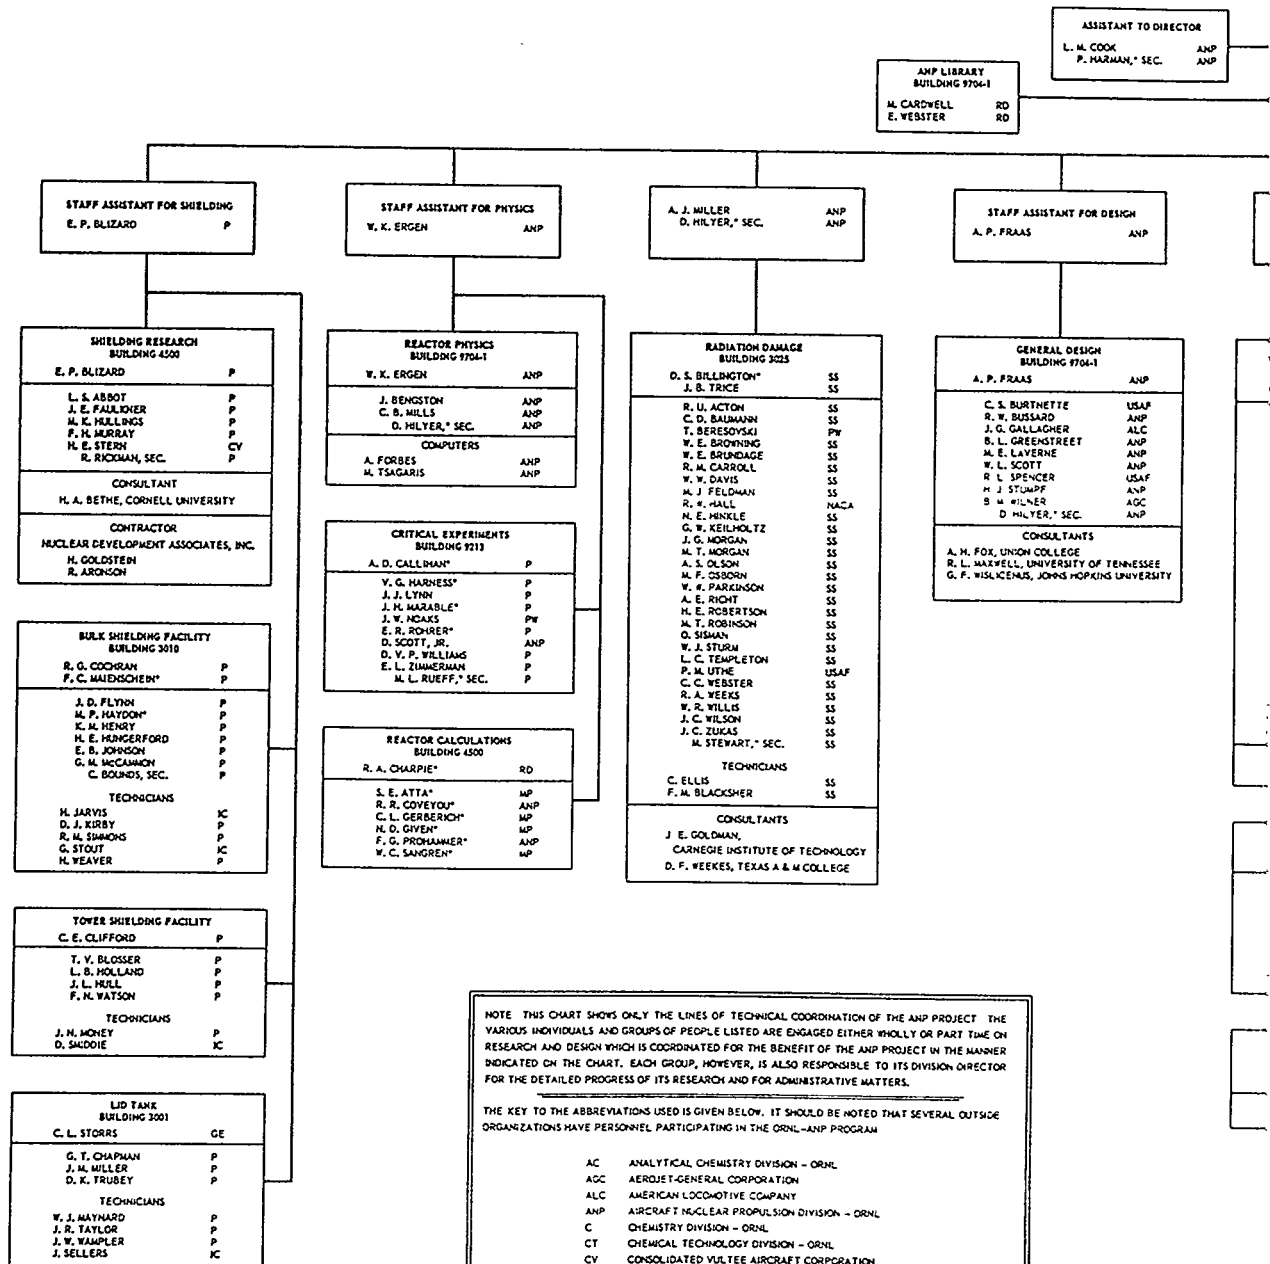 ASSISTANT TO DIRECTOR
L. M. COOK ANP
P. HARMAN,* SEC. ANP
ANP LIBRARY
BUILDING 9704-1
M. CARDWELL RD
E. WEBSTER RD
STAFF ASSISTANT FOR SHIELDING
E. P. BLIZARD P
STAFF ASSISTANT FOR PHYSICS
W. K. ERGEN ANP
A. J. MILLER ANP
D. HILYER,* SEC. ANP
STAFF ASSISTANT FOR DESIGN
A. P. FRAAS ANP
SHIELDING RESEARCH
BUILDING 4500
E. P. BLIZARD P
L. S. ABBOT P
J. E. FAULKNER P
M. K. HULLINGS P
F. H. MURRAY P
H. E. STERN CV
R. RICKMAN, SEC. P
CONSULTANT
H. A. BETHE, CORNELL UNIVERSITY
CONTRACTOR
NUCLEAR DEVELOPMENT ASSOCIATES, INC.
H. GOLDSTEIN
R. ARONSON
BULK SHIELDING FACILITY
BUILDING 3010
R. G. COCHRAN P
F. C. MAIENSCHEIN* P
J. D. FLYNN P
M. P. HAYDON* P
K. M. HENRY P
H. E. HUNGERFORD P
E. B. JOHNSON P
G. M. McCAMMON P
C. BOUNDS, SEC. P
TECHNICIANS
H. JARVIS IC
D. J. KIRBY P
R. M. SIMMONS P
G. STOUT IC
H. WEAVER P
TOWER SHIELDING FACILITY
C. E. CLIFFORD P
T. V. BLOSSER P
L. B. HOLLAND P
J. L. HULL P
F. N. WATSON P
TECHNICIANS
J. N. MONEY P
D. SMIDDIE IC
LID TANK
BUILDING 3001
C. L. STORRS GE
G. T. CHAPMAN P
J. M. MILLER P
D. K. TRUBEY P
TECHNICIANS
W. J. MAYNARD P
J. R. TAYLOR P
J. W. WAMPLER P
J. SELLERS IC
REACTOR PHYSICS
BUILDING 9704-1
W. K. ERGEN ANP
J. BENGSTON ANP
C. B. MILLS ANP
D. HILYER,* SEC. ANP
COMPUTERS
A. FORBES ANP
M. TSAGARIS ANP
CRITICAL EXPERIMENTS
BUILDING 9213
A. D. CALLIHAN* P
V. G. HARNESS* P
J. J. LYNN P
J. H. MARABLE* P
J. W. NOAKS PW
E. R. ROHRER* P
D. SCOTT, JR. ANP
D. V. P. WILLIAMS P
E. L. ZIMMERMAN P
M. L. RUEFF,* SEC. P
REACTOR CALCULATIONS
BUILDING 4500
R. A. CHARPIE* RD
S. E. ATTA* MP
R. R. COVEYOU* ANP
C. L. GERBERICH* MP
N. D. GIVEN* MP
F. G. PROHAMMER* ANP
W. C. SANGREN* MP
RADIATION DAMAGE
BUILDING 3025
D. S. BILLINGTON* SS
J. B. TRICE SS
R. U. ACTON SS
C. D. BAUMANN SS
T. BERESOVSKI PW
W. E. BROWNING SS
W. E. BRUNDAGE SS
R. M. CARROLL SS
W. W. DAVIS SS
M. J. FELDMAN SS
R. W. HALL NACA
N. E. HINKLE SS
G. W. KEILHOLTZ SS
J. G. MORGAN SS
M. T. MORGAN SS
A. S. OLSON SS
M. F. OSBORN SS
W. W. PARKINSON SS
A. E. RICHT SS
H. E. ROBERTSON SS
M. T. ROBINSON SS
O. SISMAN SS
W. J. STURM SS
L. C. TEMPLETON SS
P. M. UTHE USAF
C. C. WEBSTER SS
R. A. WEEKS SS
W. R. WILLIS SS
J. C. WILSON SS
J. C. ZUKAS SS
M. STEWART,* SEC. SS
TECHNICIANS
C. ELLIS SS
F. M. BLACKSHER SS
CONSULTANTS
J. E. GOLDMAN,
CARNEGIE INSTITUTE OF TECHNOLOGY
D. F. WEEKES, TEXAS A & M COLLEGE
GENERAL DESIGN
BUILDING 9704-1
A. P. FRAAS ANP
C. S. BURTNETTE USAF
R. W. BUSSARD ANP
J. G. GALLAGHER ALC
B. L. GREENSTREET ANP
M. E. LAVERNE ANP
W. L. SCOTT ANP
R. L. SPENCER USAF
H. J. STUMPF ANP
B. M. WILNER AGC
D. HILYER,* SEC. ANP
CONSULTANTS
A. H. FOX, UNION COLLEGE
R. L. MAXWELL, UNIVERSITY OF TENNESSEE
G. F. WISLICENUS, JOHNS HOPKINS UNIVERSITY
NOTE THIS CHART SHOWS ONLY THE LINES OF TECHNICAL COORDINATION OF THE ANP PROJECT THE
VARIOUS INDIVIDUALS AND GROUPS OF PEOPLE LISTED ARE ENGAGED EITHER WHOLLY OR PART TIME ON
RESEARCH AND DESIGN WHICH IS COORDINATED FOR THE BENEFIT OF THE ANP PROJECT IN THE MANNER
INDICATED ON THE CHART. EACH GROUP, HOWEVER, IS ALSO RESPONSIBLE TO ITS DIVISION DIRECTOR
FOR THE DETAILED PROGRESS OF ITS RESEARCH AND FOR ADMINISTRATIVE MATTERS.
THE KEY TO THE ABBREVIATIONS USED IS GIVEN BELOW. IT SHOULD BE NOTED THAT SEVERAL OUTSIDE
ORGANIZATIONS HAVE PERSONNEL PARTICIPATING IN THE ORNL-ANP PROGRAM
AC ANALYTICAL CHEMISTRY DIVISION – ORNL
AGC AEROJET-GENERAL CORPORATION
ALC AMERICAN LOCOMOTIVE COMPANY
ANP AIRCRAFT NUCLEAR PROPULSION DIVISION – ORNL
C CHEMISTRY DIVISION – ORNL
CT CHEMICAL TECHNOLOGY DIVISION – ORNL
CV CONSOLIDATED VULTEE AIRCRAFT CORPORATION